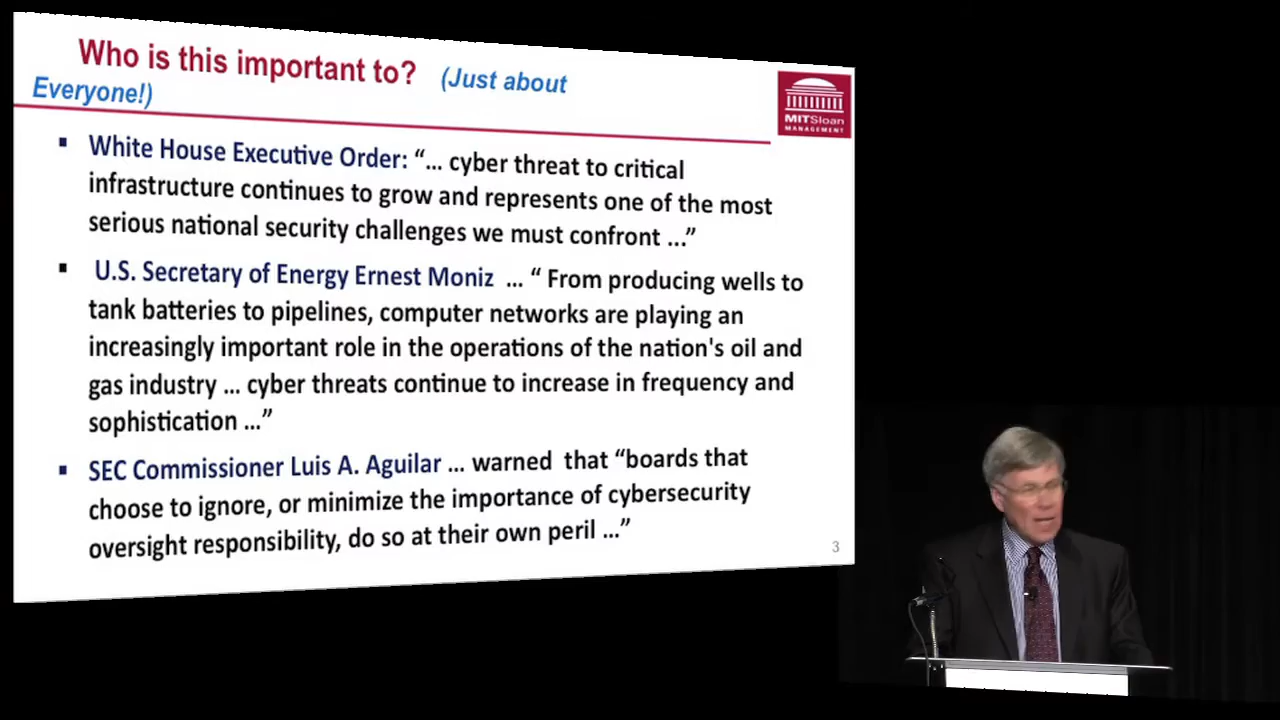 Who is this important to? (Just about
Everyone!)
MITSloan
MANAGEMENT
▪ White House Executive Order: “... cyber threat to critical
infrastructure continues to grow and represents one of the most
serious national security challenges we must confront ...”
▪ U.S. Secretary of Energy Ernest Moniz ... “ From producing wells to
tank batteries to pipelines, computer networks are playing an
increasingly important role in the operations of the nation's oil and
gas industry ... cyber threats continue to increase in frequency and
sophistication ...”
▪ SEC Commissioner Luis A. Aguilar ... warned that “boards that
choose to ignore, or minimize the importance of cybersecurity
oversight responsibility, do so at their own peril ...”
3